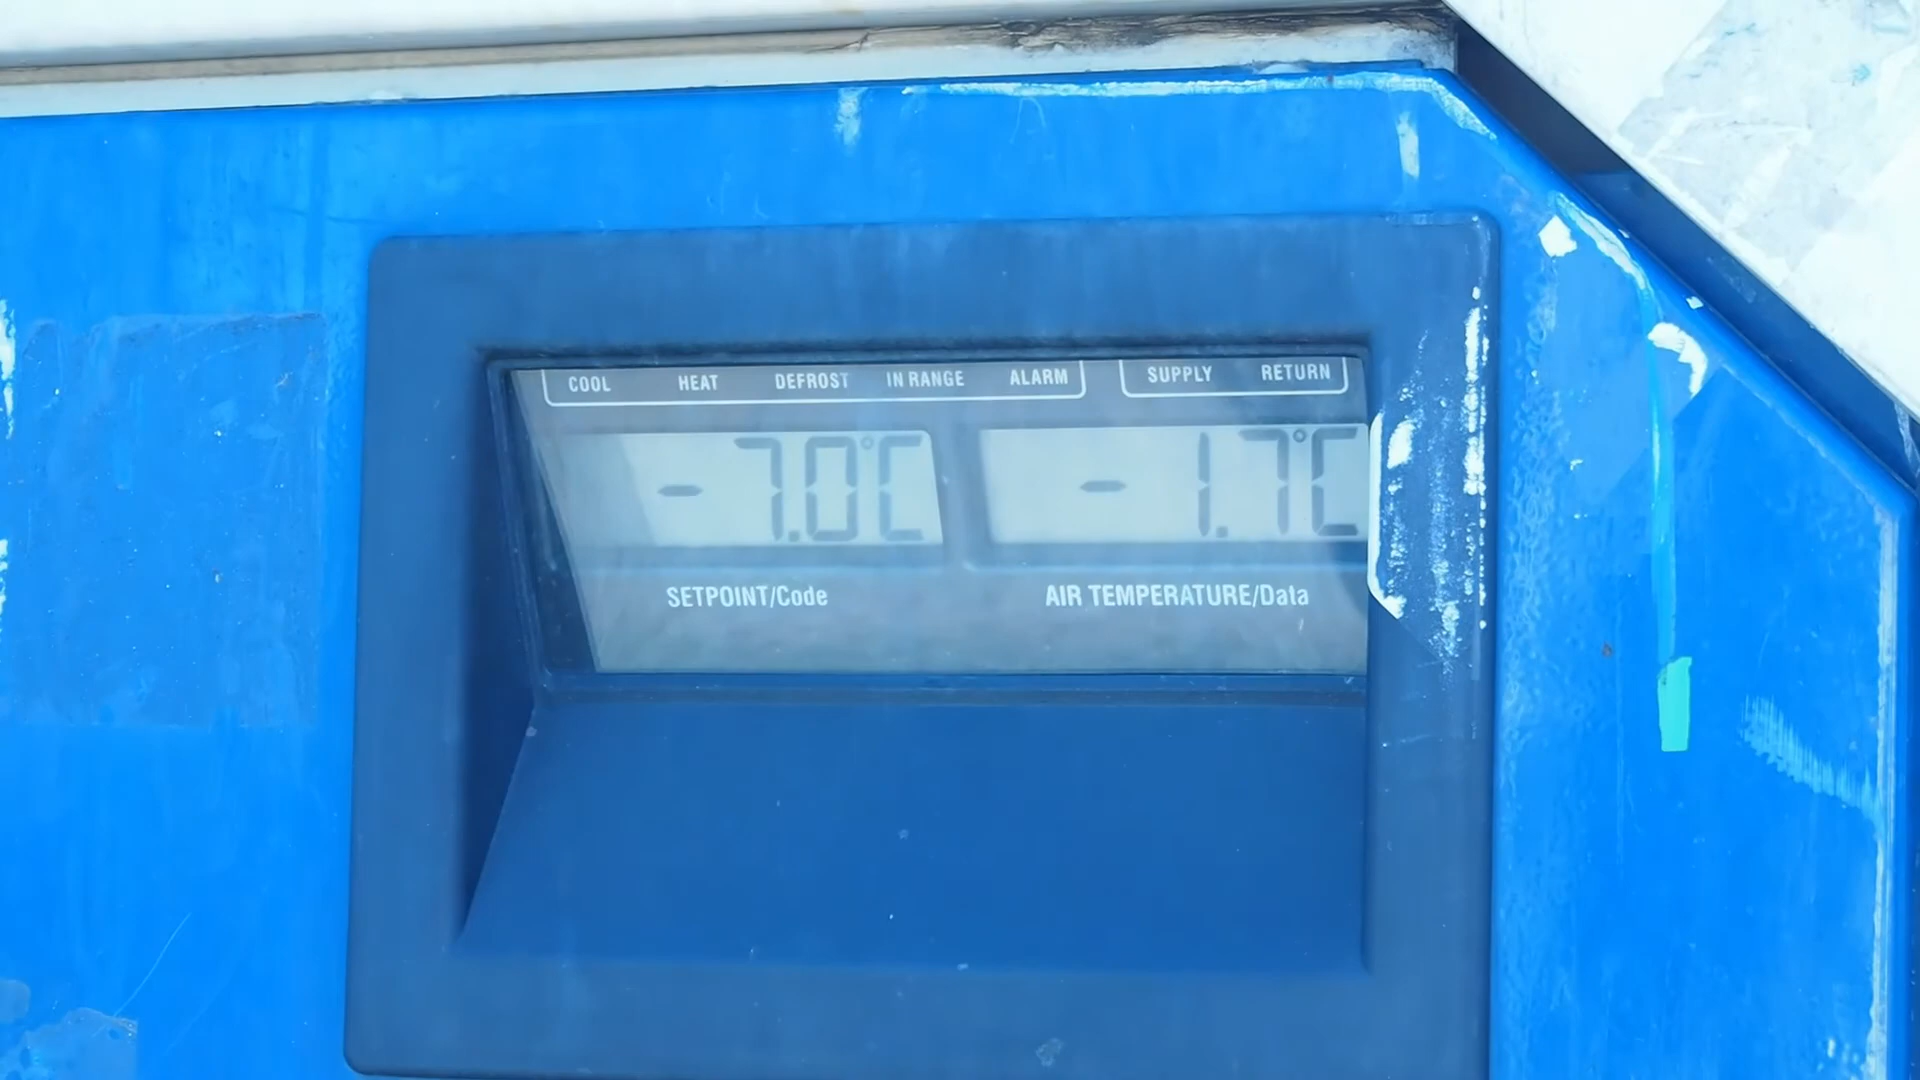 COOL HEAT DEFROST IN RANGE ALARM SUPPLY RETURN
-7.0°C -1.7°C
SETPOINT/Code AIR TEMPERATURE/Data